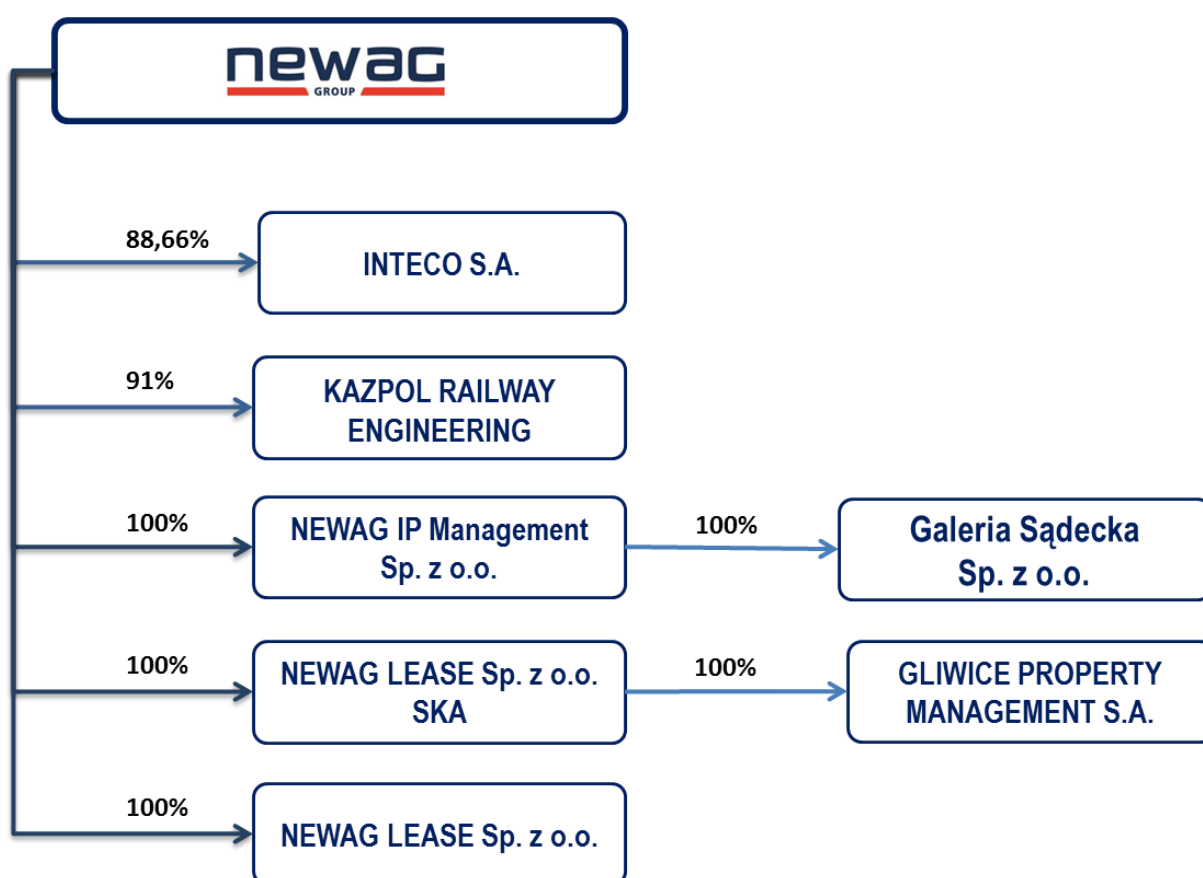 newag
GROUP
88,66%
INTECO S.A.
91%
KAZPOL RAILWAY
ENGINEERING
100%
NEWAG IP Management
Sp. z o.o.
100%
Galeria Sądecka
Sp. z o.o.
100%
NEWAG LEASE Sp. z o.o.
SKA
100%
GLIWICE PROPERTY
MANAGEMENT S.A.
100%
NEWAG LEASE Sp. z o.o.